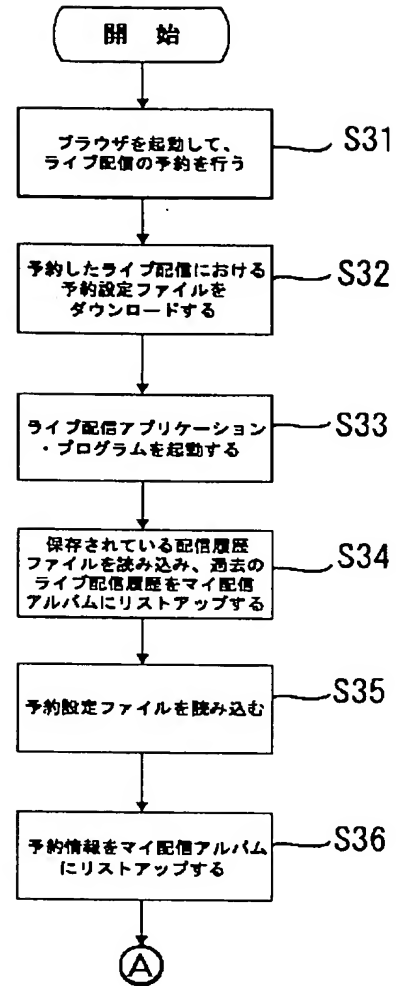 開 始
ブラウザを起動して、
ライブ配信の予約を行う
S31
予約したライブ配信における
予約設定ファイルを
ダウンロードする
S32
ライブ配信アプリケーション
・プログラムを起動する
S33
保存されている配信履歴
ファイルを読み込み、過去の
ライブ配信履歴をマイ配信
アルバムにリストアップする
S34
予約設定ファイルを読み込む
S35
予約情報をマイ配信アルバム
にリストアップする
S36
A